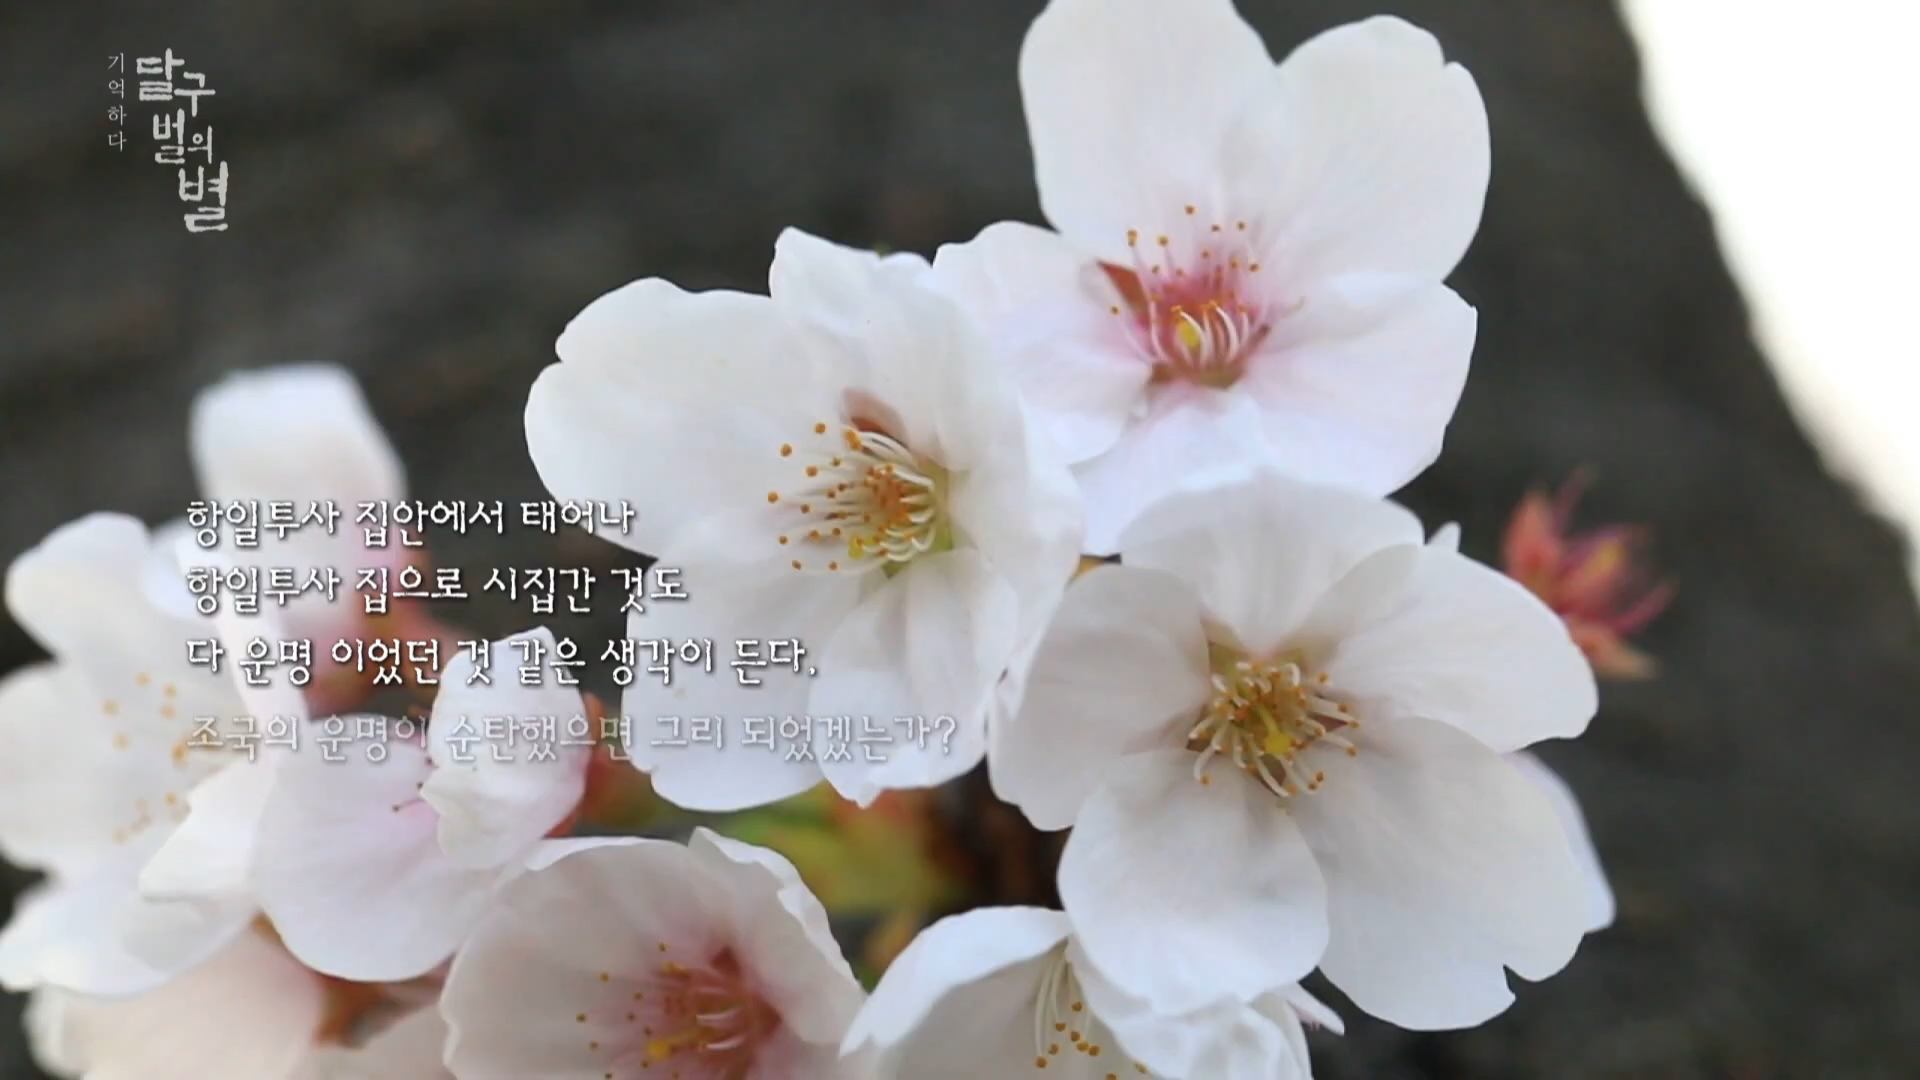 기억하다
달구벌의 별
항일투사 집안에서 태어나
항일투사 집으로 시집간 것도
다 운명 이었던 것 같은 생각이 든다.
조국의 운명이 순탄했으면 그리 되었겠는가?